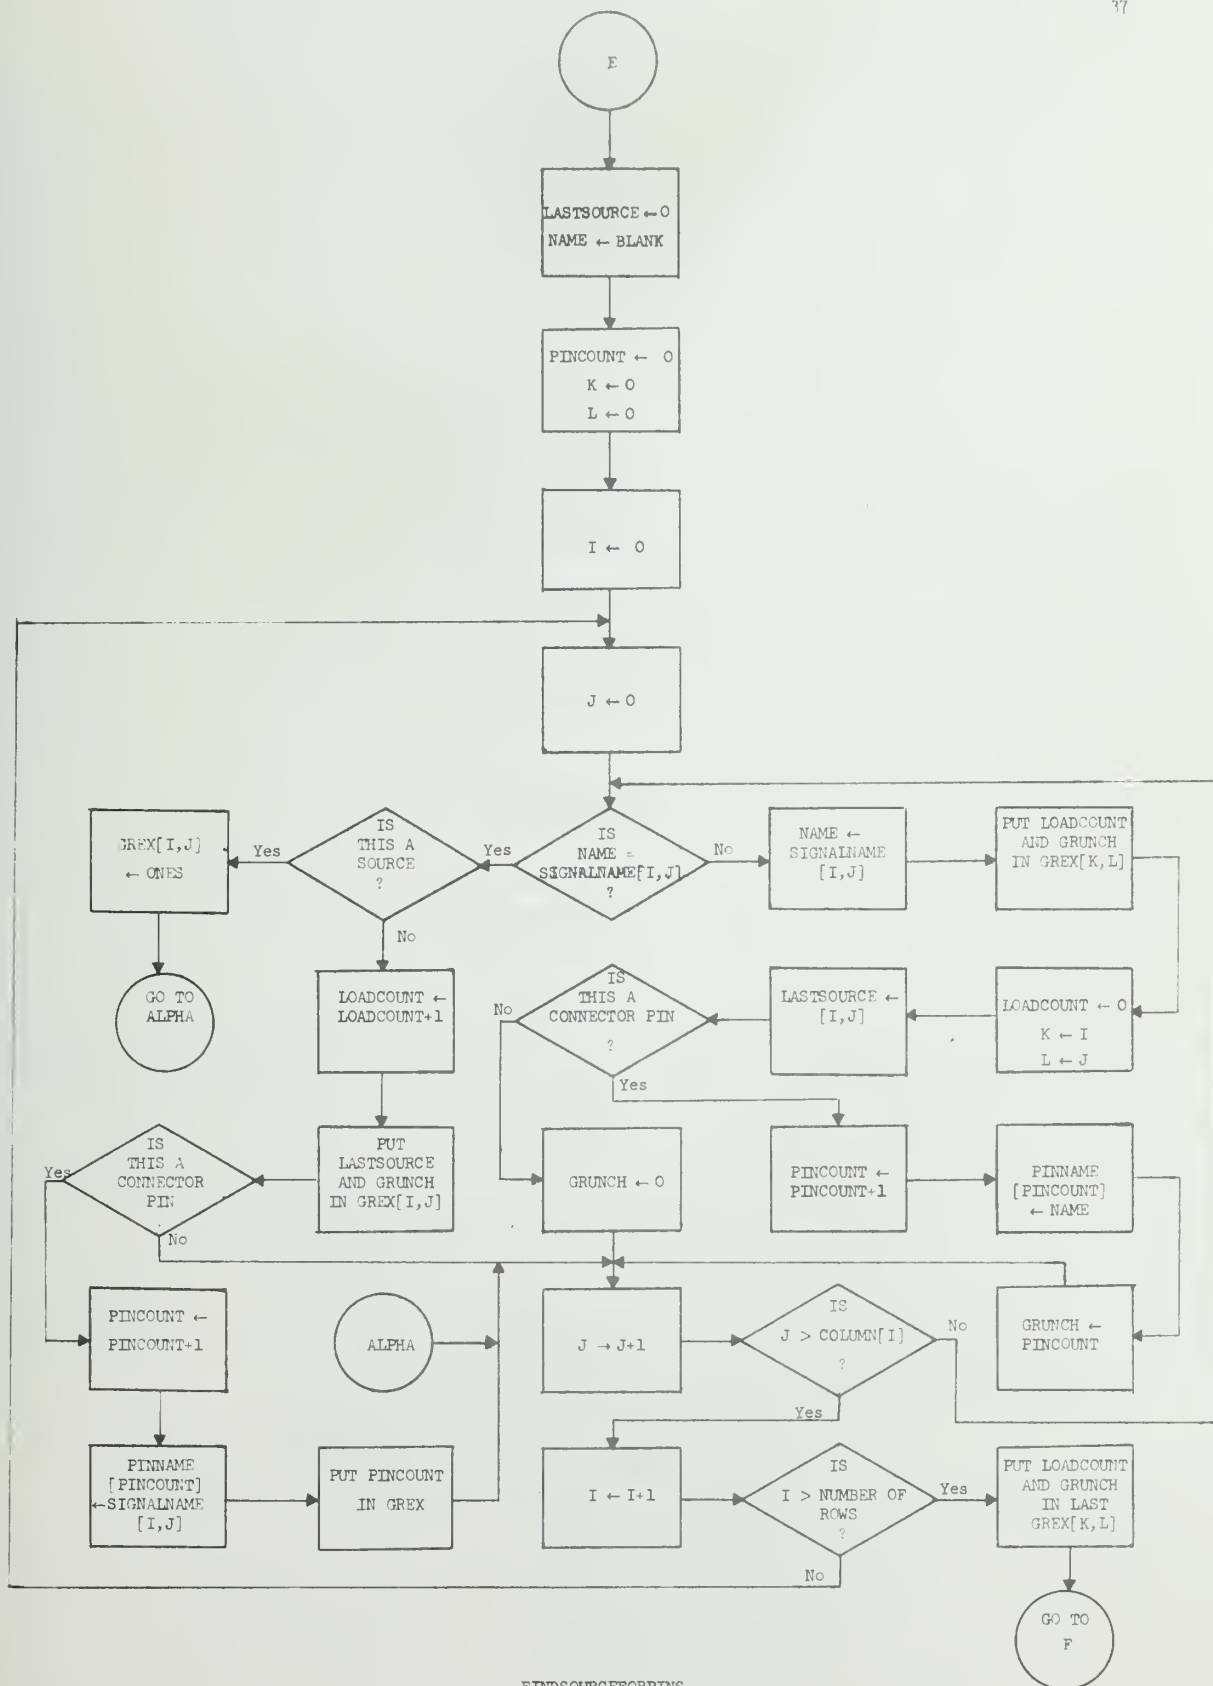 37
E
LASTSOURCE ← 0
NAME ← BLANK
PINCOUNT ← 0
K ← 0
L ← 0
I ← 0
J ← 0
GREX[I,J]
← ONES
Yes
IS
THIS A
SOURCE
?
Yes
IS
NAME =
SIGNALNAME[I,J]
?
No
NAME ←
SIGNALNAME
[I,J]
PUT LOADCOUNT
AND GRUNCH
IN GREX[K,L]
No
GO TO
ALPHA
LOADCOUNT ←
LOADCOUNT+1
No
IS
THIS A
CONNECTOR PIN
?
Yes
LASTSOURCE ←
[I,J]
LOADCOUNT ← 0
K ← I
L ← J
Yes
IS
THIS A
CONNECTOR
PIN
No
PUT
LASTSOURCE
AND GRUNCH
IN GREX[I,J]
GRUNCH ← 0
PINCOUNT ←
PINCOUNT+1
PINNAME
[PINCOUNT]
← NAME
PINCOUNT ←
PINCOUNT+1
ALPHA
J → J+1
IS
J > COLUMN[I]
?
No
Yes
GRUNCH ←
PINCOUNT
PINNAME
[PINCOUNT]
←SIGNALNAME
[I,J]
PUT PINCOUNT
IN GREX
I ← I+1
IS
I > NUMBER OF
ROWS
?
Yes
No
PUT LOADCOUNT
AND GRUNCH
IN LAST
GREX[K,L]
GO TO
F
FINDSOURCEFORPINS